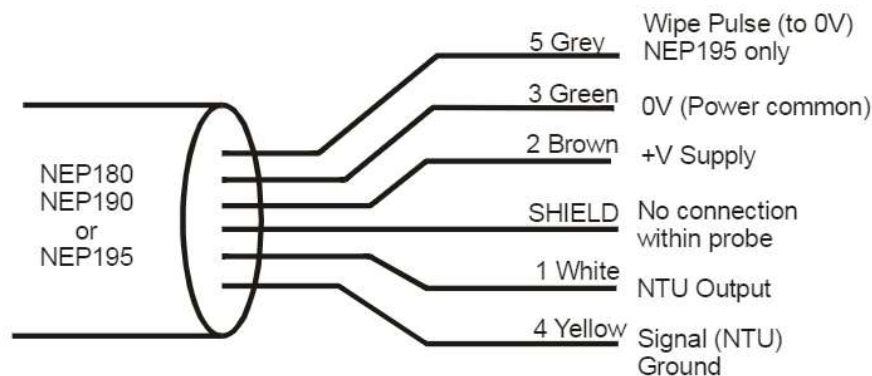 5 Grey
Wipe Pulse (to 0V)
NEP195 only
3 Green
0V (Power common)
2 Brown
+V Supply
NEP180
NEP190
or
NEP195
SHIELD
No connection
within probe
1 White
NTU Output
4 Yellow
Signal (NTU)
Ground